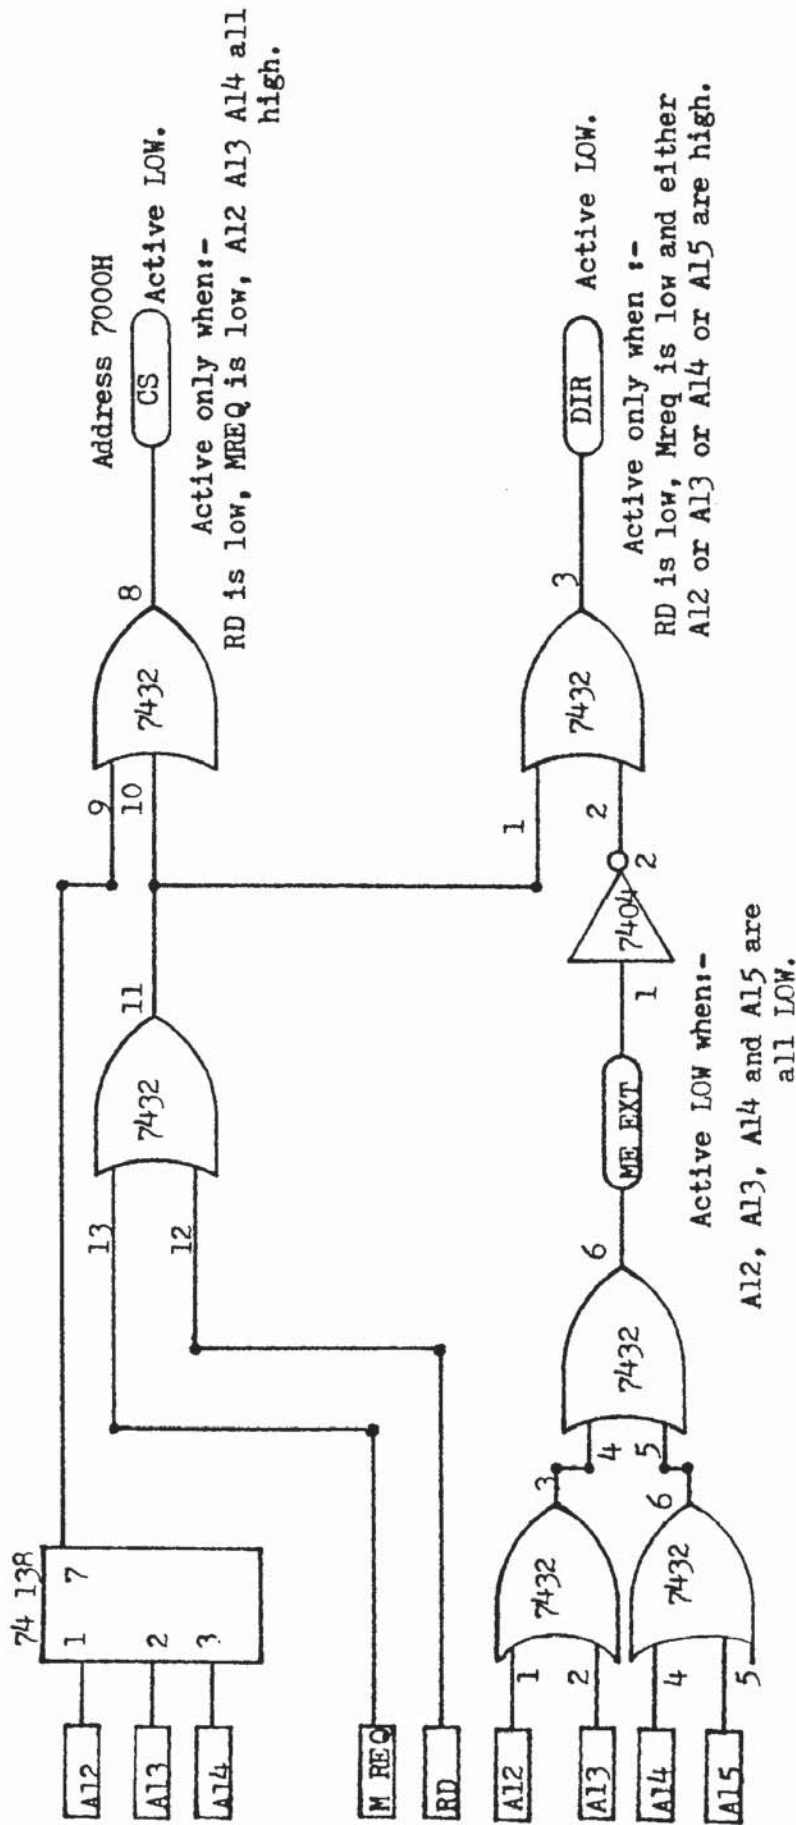 74 138
A12
1
A13
2
A14
3
7
M REQ
RD
13
12
7432
11
9
10
7432
8
Address 7000H
CS
Active LOW.
Active only when:-
RD is low, MREQ is low, A12 A13 A14 all
high.
A12
1
A13
2
7432
3
A14
4
A15
5
7432
6
4
5
7432
6
ME EXT
Active LOW when:-
A12, A13, A14 and A15 are
all LOW.
1
7404
2
1
2
7432
3
DIR
Active LOW.
Active only when :-
RD is low, Mreq is low and either
A12 or A13 or A14 or A15 are high.